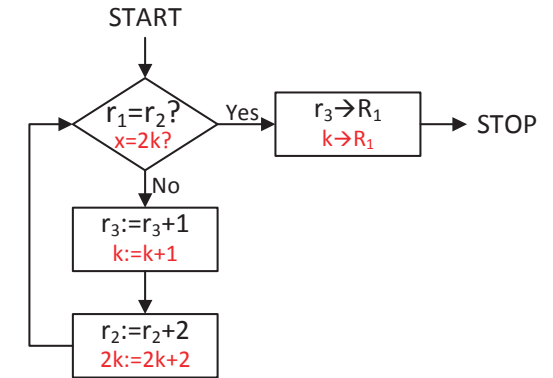 START
r₁=r₂?
x=2k?
Yes
r₃→R₁
k→R₁
STOP
No
r₃:=r₃+1
k:=k+1
r₂:=r₂+2
2k:=2k+2